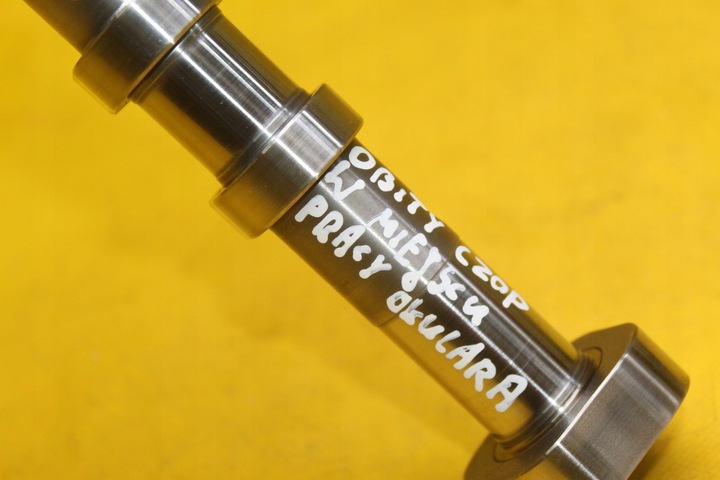 OBITY CZOP
W MIEJSCU
PRACY OKULARA